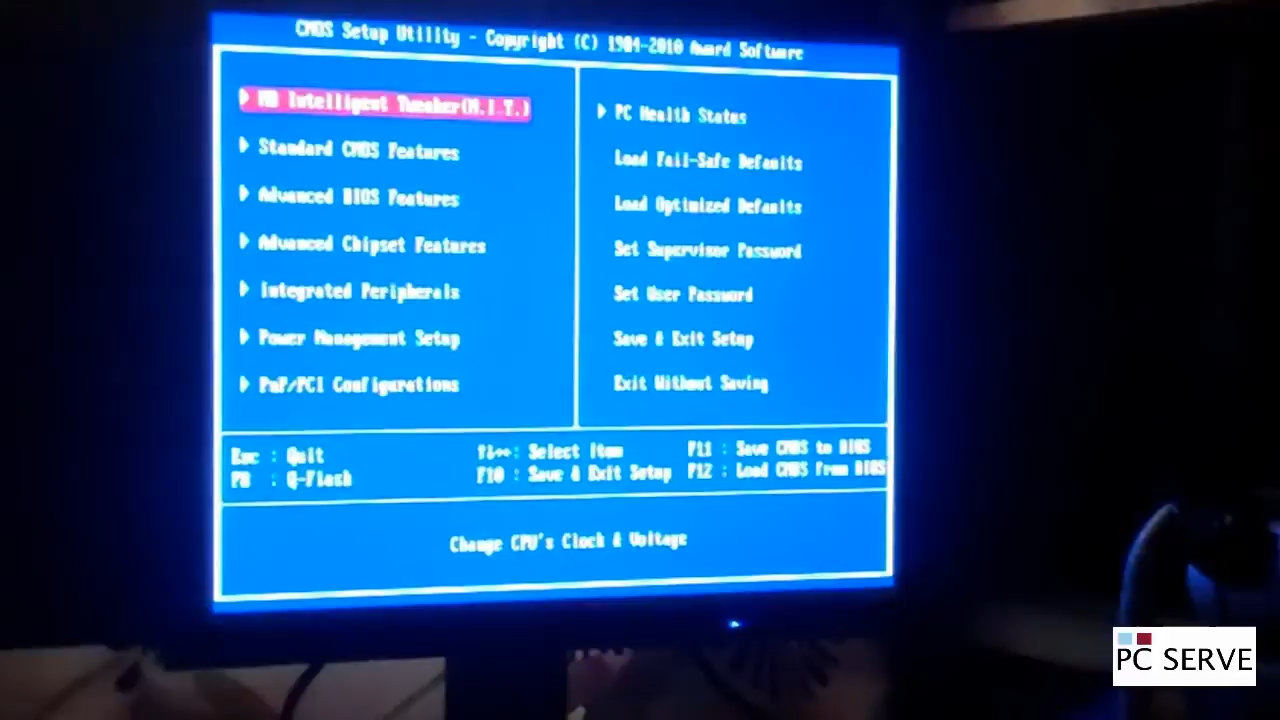 CMOS Setup Utility - Copyright (C) 1984-2010 Award Software
MB Intelligent Tweaker(M.I.T.)
Standard CMOS Features
Advanced BIOS Features
Advanced Chipset Features
Integrated Peripherals
Power Management Setup
PnP/PCI Configurations
PC Health Status
Load Fail-Safe Defaults
Load Optimized Defaults
Set Supervisor Password
Set User Password
Save & Exit Setup
Exit Without Saving
Esc : Quit
↑↓→←: Select Item
F11 : Save CMOS to BIOS
F8 : Q-Flash
F10 : Save & Exit Setup
F12 : Load CMOS from BIOS
Change CPU's Clock & Voltage
PC SERVE